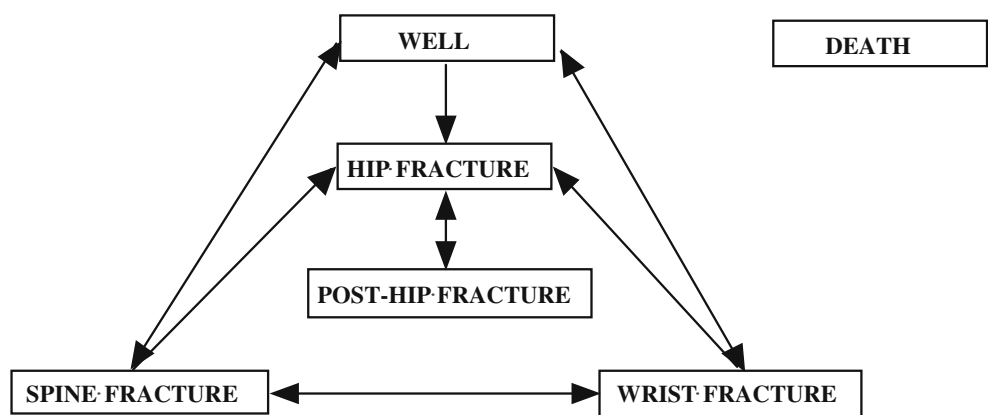 WELL
DEATH
HIP FRACTURE
POST-HIP FRACTURE
SPINE FRACTURE
WRIST FRACTURE